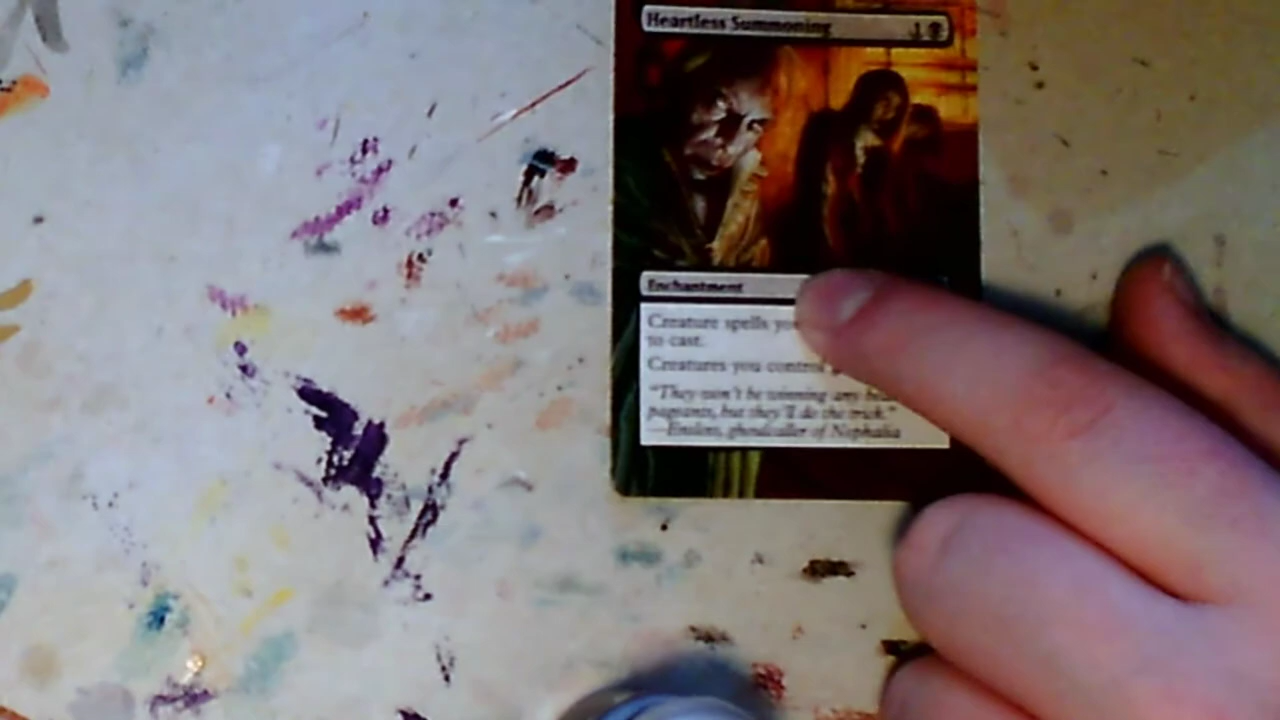 Heartless Summoning 1
Enchantment
Creature spells you
to cast.
Creatures you control
"They won't be winning any
pageants, but they'll do the trick."
ghoulcaller of Nephalia